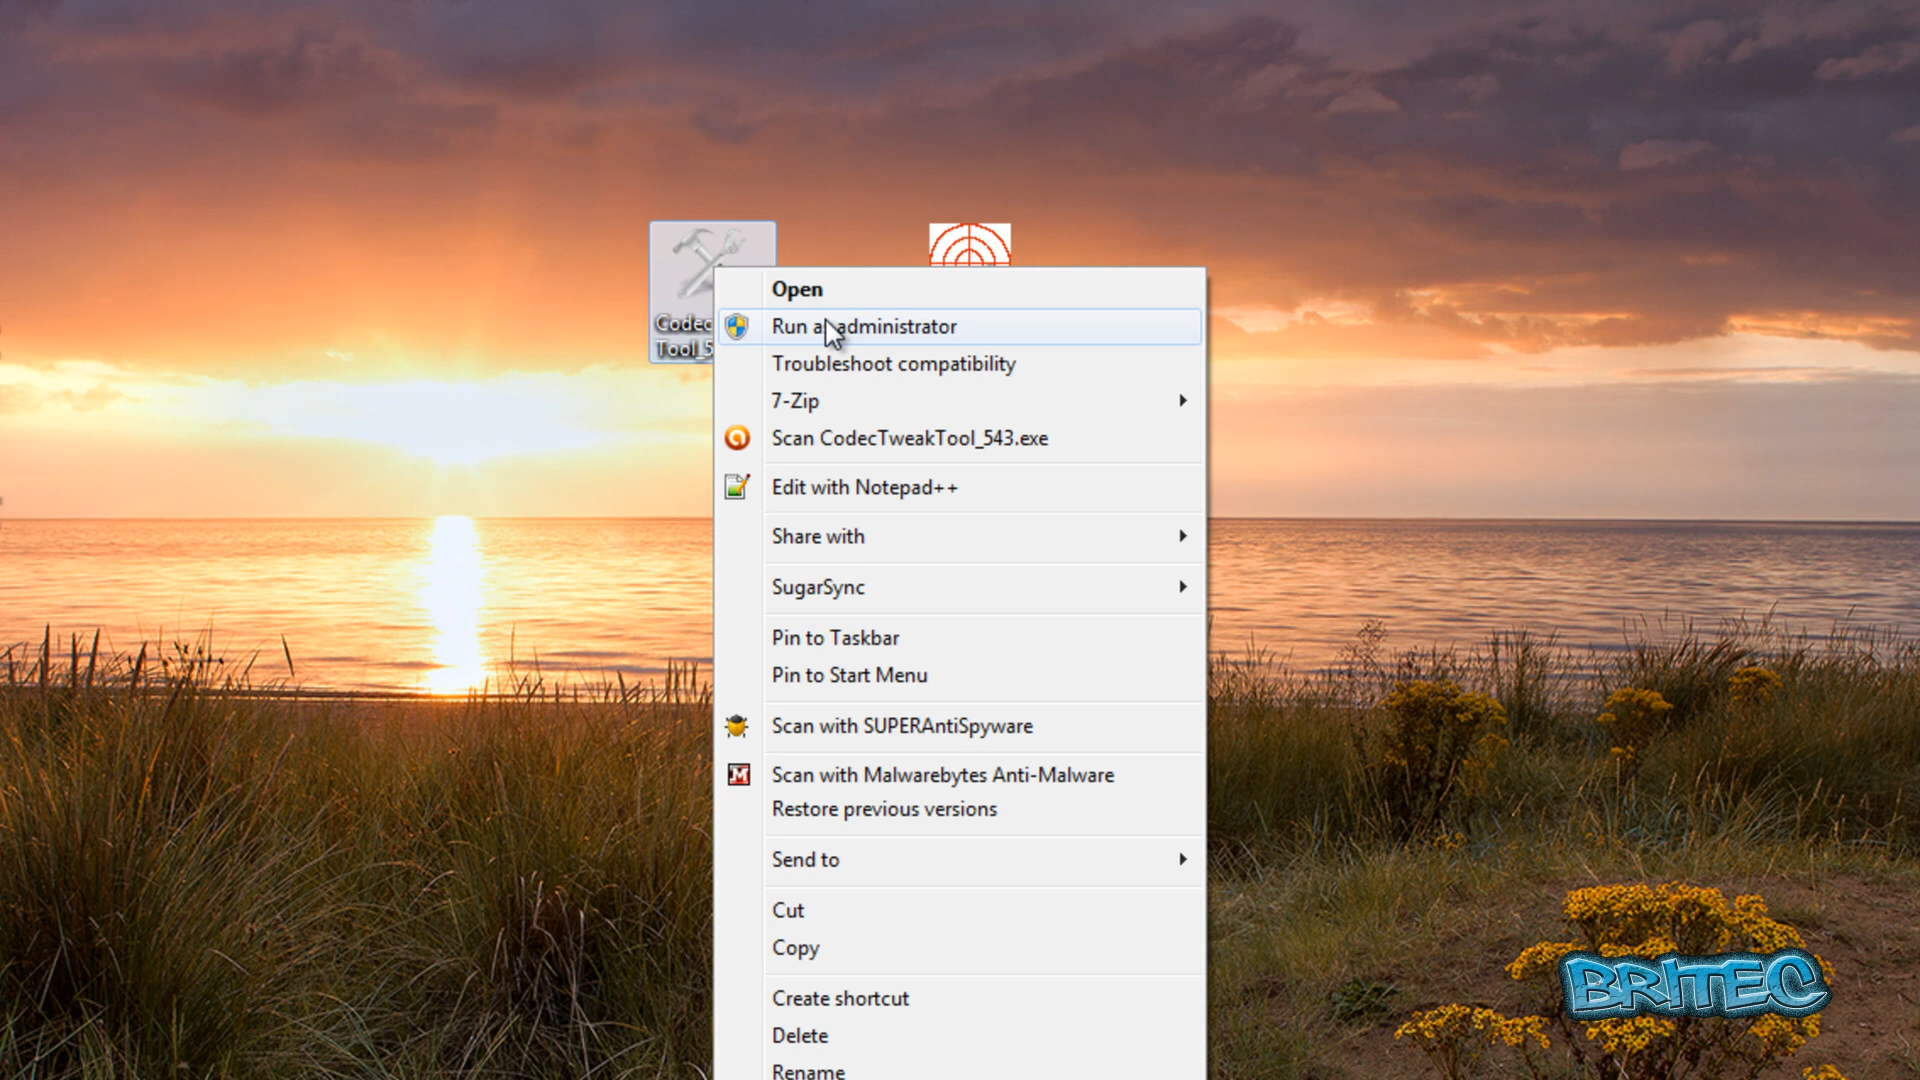 Codec
Tool_5
Open
Run a administrator
Troubleshoot compatibility
7-Zip
Scan CodecTweakTool_543.exe
Edit with Notepad++
Share with
SugarSync
Pin to Taskbar
Pin to Start Menu
Scan with SUPERAntiSpyware
Scan with Malwarebytes Anti-Malware
Restore previous versions
Send to
Cut
Copy
Create shortcut
Delete
Rename
BRITEC